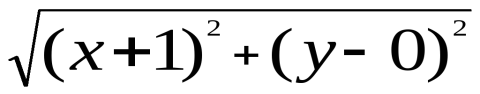 √(x+1)² + (y− 0)²